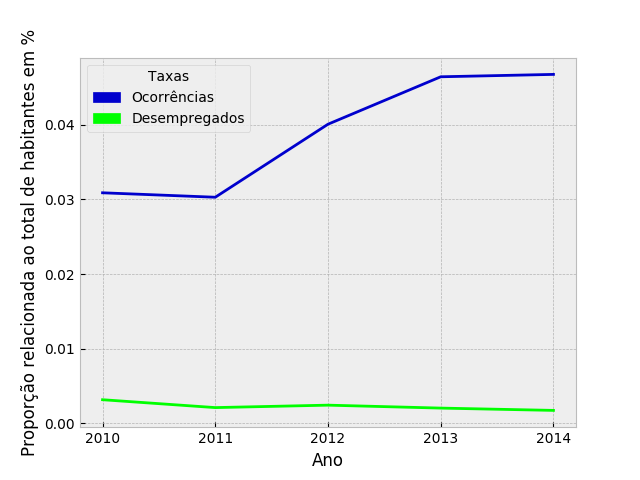 Proporção relacionada ao total de habitantes em %
Taxas
Ocorrências
Desempregados
0.04
0.03
0.02
0.01
0.00
2010 2011 2012 2013 2014
Ano